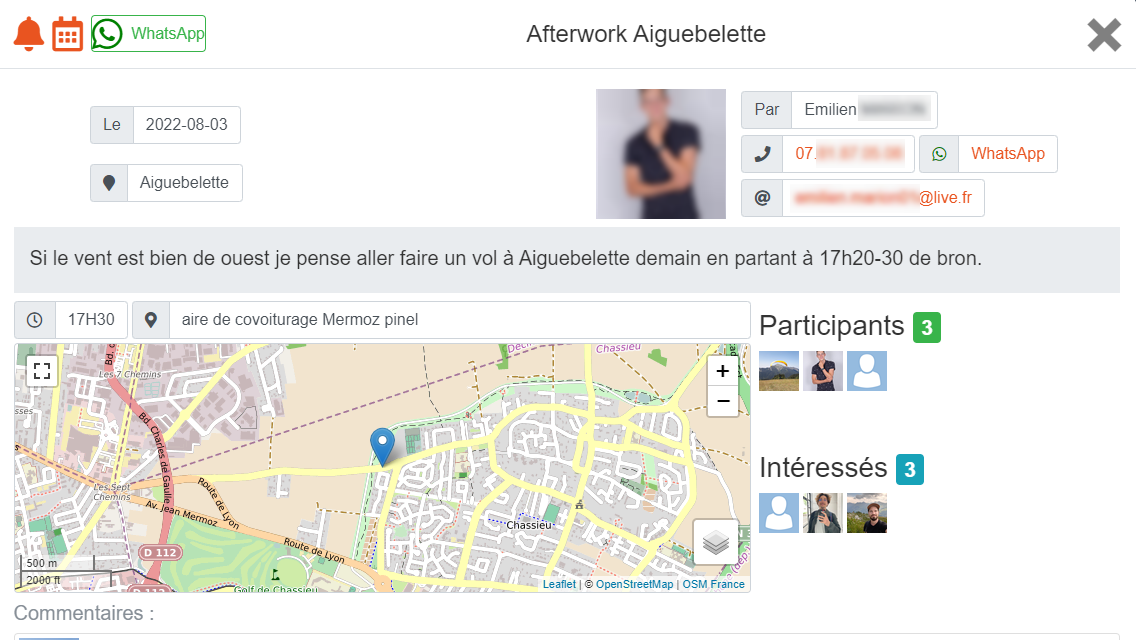 WhatsApp
Afterwork Aiguebelette
Le 2022-08-03
Aiguebelette
Par Emilien
07.
WhatsApp
@
@live.fr
Si le vent est bien de ouest je pense aller faire un vol à Aiguebelette demain en partant à 17h20-30 de bron.
17H30 aire de covoiturage Mermoz pinel
Participants 3
Intéressés 3
+
−
Chassieu
Les 7 Chemins
Bd. Charles de Gaulle
Les Sept
Chemins
Route de Lyon
Av. Jean Mermoz
Route de Lyon
Chassieu
D 112
D 112
Golf de Chassieu
500 m
2000 ft
Leaflet | © OpenStreetMap | OSM France
Commentaires :